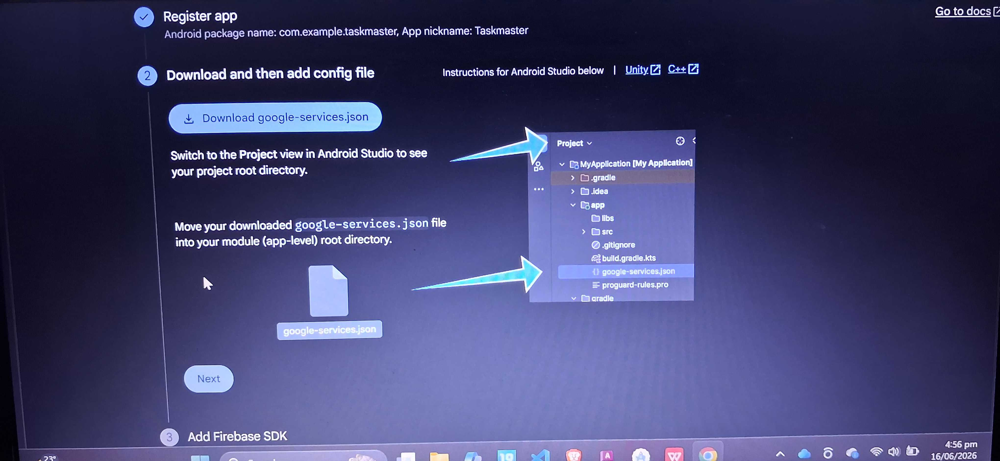 Register app
Go to docs
Android package name: com.example.taskmaster, App nickname: Taskmaster
2
Download and then add config file
Instructions for Android Studio below | Unity C++
Download google-services.json
Switch to the Project view in Android Studio to see
your project root directory.
Project
MyApplication [My Application]
.gradle
.idea
app
libs
src
.gitignore
build.gradle.kts
google-services.json
proguard-rules.pro
gradle
Move your downloaded google-services.json file
into your module (app-level) root directory.
google-services.json
Next
3
Add Firebase SDK
23°
4:56 pm
16/06/2026